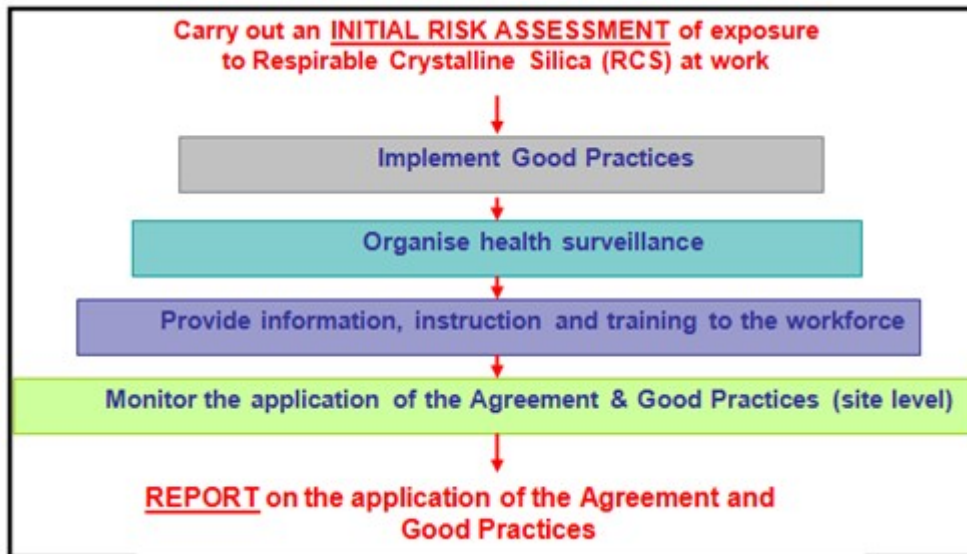 Carry out an INITIAL RISK ASSESSMENT of exposure
to Respirable Crystalline Silica (RCS) at work
Implement Good Practices
Organise health surveillance
Provide information, instruction and training to the workforce
Monitor the application of the Agreement & Good Practices (site level)
REPORT on the application of the Agreement and
Good Practices